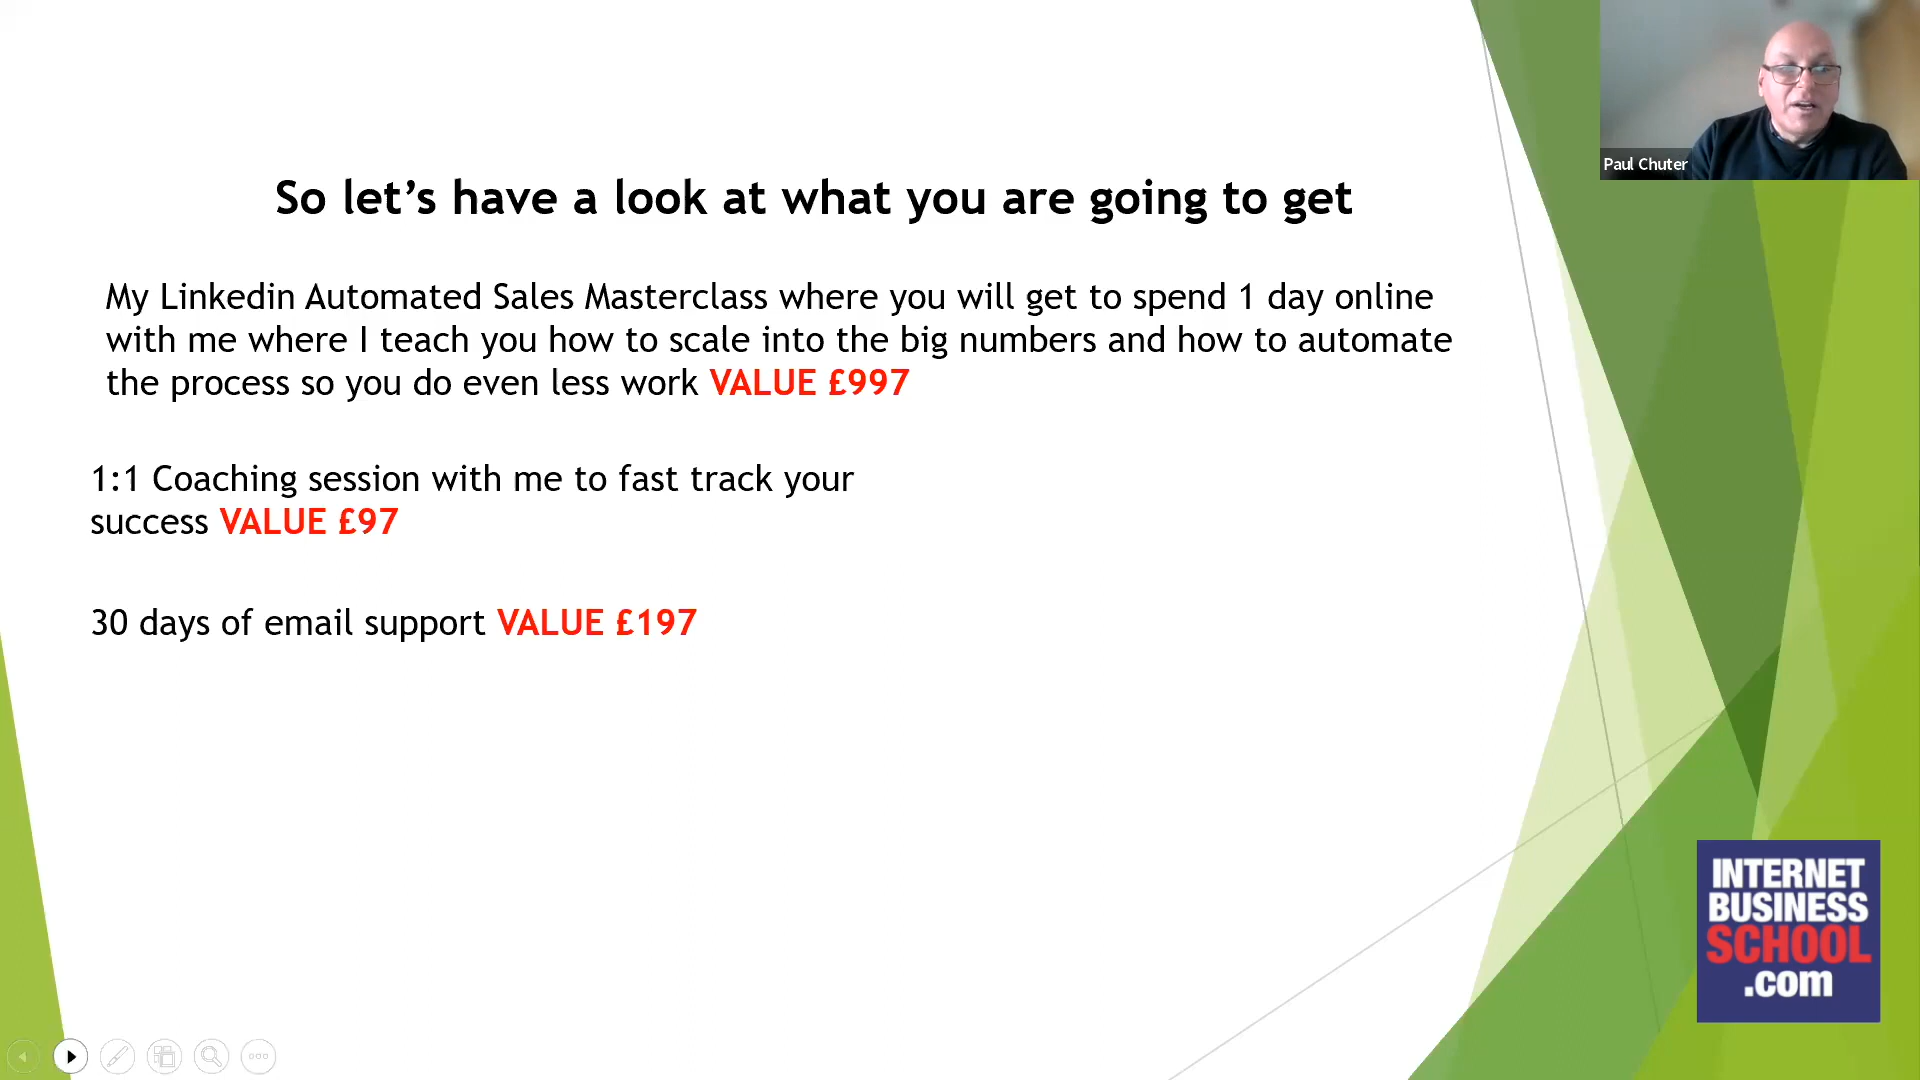 Paul Chuter
So let’s have a look at what you are going to get
My Linkedin Automated Sales Masterclass where you will get to spend 1 day online
with me where I teach you how to scale into the big numbers and how to automate
the process so you do even less work VALUE £997
1:1 Coaching session with me to fast track your
success VALUE £97
30 days of email support VALUE £197
INTERNET
BUSINESS
SCHOOL
.com